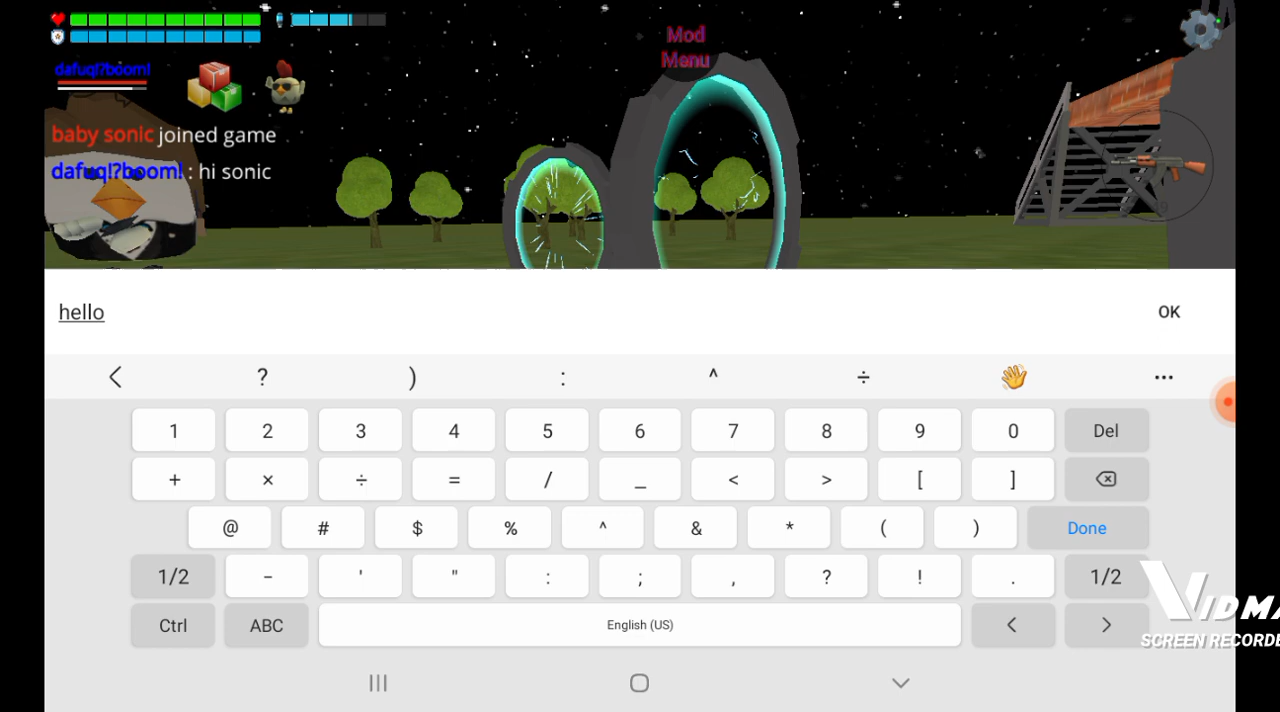 Mod
Menu
dafuq!?boom!
baby sonic joined game
dafuq!?boom! : hi sonic
hello
OK
? ) : ^ ÷ 👋 ...
1 2 3 4 5 6 7 8 9 0 Del
+ × ÷ = / _ < > [ ]
@ # $ % ^ & * ( ) Done
1/2 - ' " : ; , ? ! . 1/2
Ctrl ABC English (US) < >
VIDMA
SCREEN RECORDE